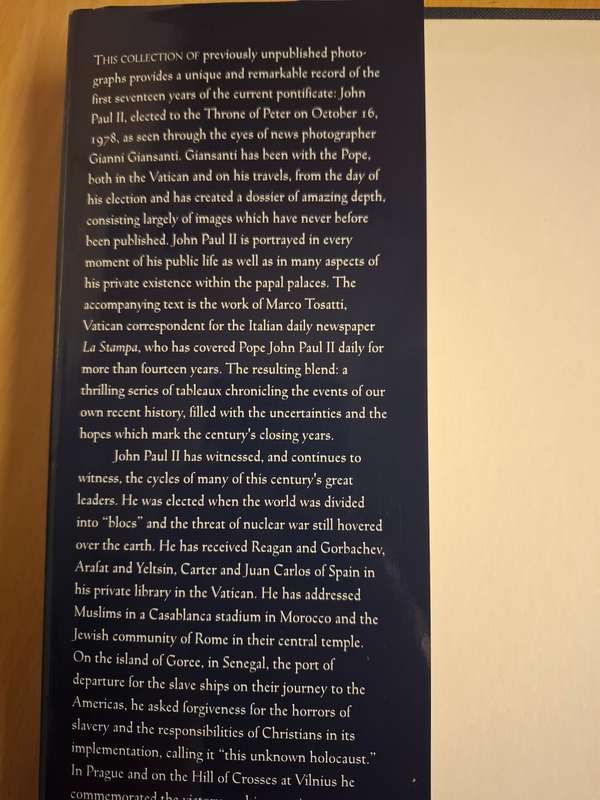 THIS COLLECTION OF previously unpublished photo-
graphs provides a unique and remarkable record of the
first seventeen years of the current pontificate: John
Paul II, elected to the Throne of Peter on October 16,
1978, as seen through the eyes of news photographer
Gianni Giansanti. Giansanti has been with the Pope,
both in the Vatican and on his travels, from the day of
his election and has created a dossier of amazing depth,
consisting largely of images which have never before
been published. John Paul II is portrayed in every
moment of his public life as well as in many aspects of
his private existence within the papal palaces. The
accompanying text is the work of Marco Tosatti,
Vatican correspondent for the Italian daily newspaper
La Stampa, who has covered Pope John Paul II daily for
more than fourteen years. The resulting blend: a
thrilling series of tableaux chronicling the events of our
own recent history, filled with the uncertainties and the
hopes which mark the century's closing years.
John Paul II has witnessed, and continues to
witness, the cycles of many of this century's great
leaders. He was elected when the world was divided
into “blocs” and the threat of nuclear war still hovered
over the earth. He has received Reagan and Gorbachev,
Arafat and Yeltsin, Carter and Juan Carlos of Spain in
his private library in the Vatican. He has addressed
Muslims in a Casablanca stadium in Morocco and the
Jewish community of Rome in their central temple.
On the island of Goree, in Senegal, the port of
departure for the slave ships on their journey to the
Americas, he asked forgiveness for the horrors of
slavery and the responsibilities of Christians in its
implementation, calling it “this unknown holocaust.”
In Prague and on the Hill of Crosses at Vilnius he
commemorated the